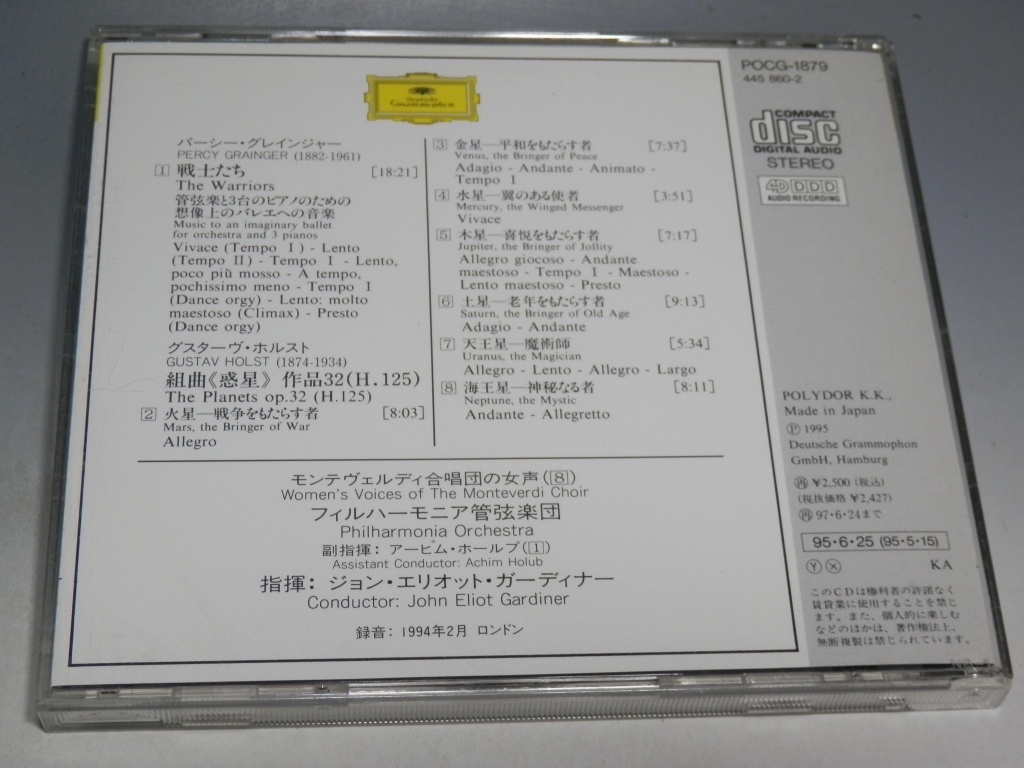 Deutsche
Grammophon
パーシー・グレインジャー
PERCY GRAINGER (1882-1961)
1 戦士たち [18:21]
The Warriors
管弦楽と3台のピアノのための
想像上のバレエへの音楽
Music to an imaginary ballet
for orchestra and 3 pianos
Vivace (Tempo I) - Lento
(Tempo II) - Tempo I - Lento,
poco più mosso - A tempo,
pochissimo meno - Tempo I
(Dance orgy) - Lento: molto
maestoso (Climax) - Presto
(Dance orgy)
グスターヴ・ホルスト
GUSTAV HOLST (1874-1934)
組曲《惑星》 作品32(H.125)
The Planets op.32 (H.125)
2 火星—戦争をもたらす者 [8:03]
Mars, the Bringer of War
Allegro
3 金星—平和をもたらす者 [7:37]
Venus, the Bringer of Peace
Adagio - Andante - Animato -
Tempo I
4 水星—翼のある使者 [3:51]
Mercury, the Winged Messenger
Vivace
5 木星—喜悦をもたらす者 [7:17]
Jupiter, the Bringer of Jollity
Allegro giocoso - Andante
maestoso - Tempo I - Maestoso -
Lento maestoso - Presto
6 土星—老年をもたらす者 [9:13]
Saturn, the Bringer of Old Age
Adagio - Andante
7 天王星—魔術師 [5:34]
Uranus, the Magician
Allegro - Lento - Allegro - Largo
8 海王星—神秘なる者 [8:11]
Neptune, the Mystic
Andante - Allegretto
モンテヴェルディ合唱団の女声(8)
Women's Voices of The Monteverdi Choir
フィルハーモニア管弦楽団
Philharmonia Orchestra
副指揮: アーヒム・ホールブ(1)
Assistant Conductor: Achim Holub
指揮: ジョン・エリオット・ガーディナー
Conductor: John Eliot Gardiner
録音: 1994年2月 ロンドン
POCG-1879
445 860-2
COMPACT
disc
DIGITAL AUDIO
STEREO
4D DDD
AUDIO RECORDING
POLYDOR K.K.,
Made in Japan
Ⓟ 1995
Deutsche Grammophon
GmbH, Hamburg
再 ¥2,500 (税込)
(税抜価格 ¥2,427)
再 97・6・24まで
95・6・25 (95・5・15)
Ⓨ Ⓧ KA
このCDは権利者の許諾なく
賃貸業に使用することを禁じ
ます。また、個人的に楽しむ
などのほかは、著作権法上、
無断複製は禁じられています。